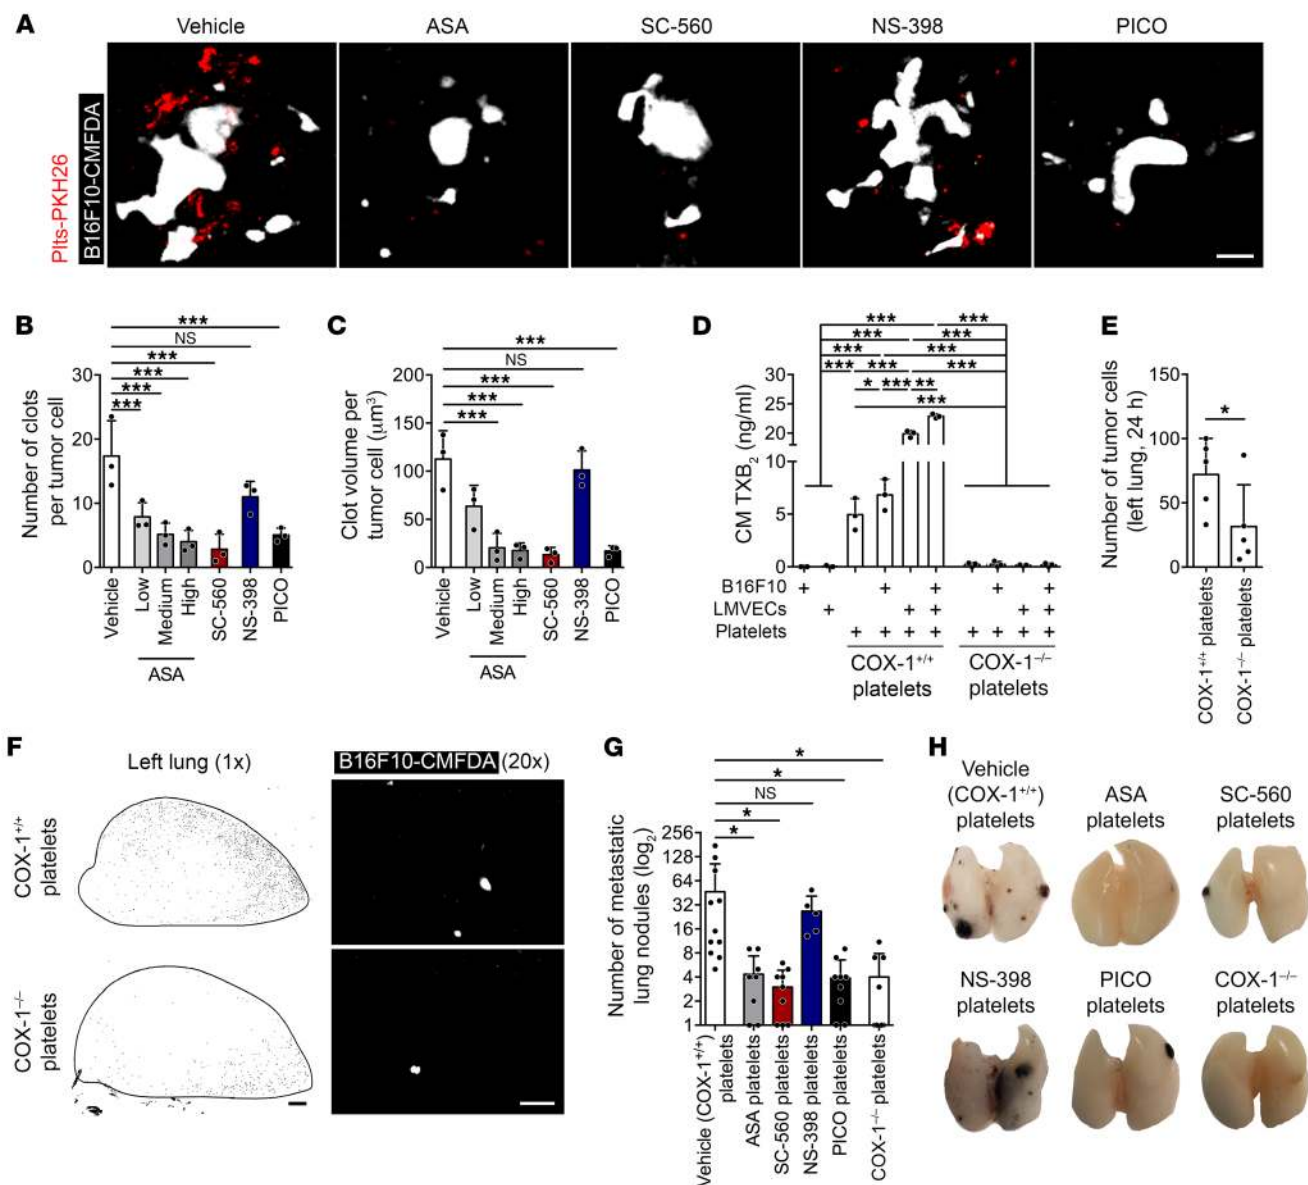 A
Vehicle
ASA
SC-560
NS-398
PICO
Plts-PKH26
B16F10-CMFDA
B
***
NS
***
***
***
***
30
20
10
0
Number of clots
per tumor cell
Vehicle
Low
Medium
High
SC-560
NS-398
PICO
ASA
C
***
NS
***
***
***
200
150
100
50
0
Clot volume per
tumor cell (µm³)
Vehicle
Low
Medium
High
SC-560
NS-398
PICO
ASA
D
*** ***
*** ***
*** ***
*** *** ***
* *** **
***
30
25
20
10
5
0
CM TXB₂ (ng/ml)
B16F10 + + + + +
LMVECs + + + + +
Platelets + + + + + + + +
COX-1⁺/⁺
platelets
COX-1⁻/⁻
platelets
E
*
150
100
50
0
Number of tumor cells
(left lung, 24 h)
COX-1⁺/⁺ platelets
COX-1⁻/⁻ platelets
F
Left lung (1x)
B16F10-CMFDA (20x)
COX-1⁺/⁺
platelets
COX-1⁻/⁻
platelets
G
*
*
NS
*
*
256
128
64
32
16
8
4
2
1
Number of metastatic
lung nodules (log₂)
Vehicle (COX-1⁺/⁺)
platelets
ASA platelets
SC-560 platelets
NS-398 platelets
PICO platelets
COX-1⁻/⁻ platelets
H
Vehicle
(COX-1⁺/⁺)
platelets
ASA
platelets
SC-560
platelets
NS-398
platelets
PICO
platelets
COX-1⁻/⁻
platelets